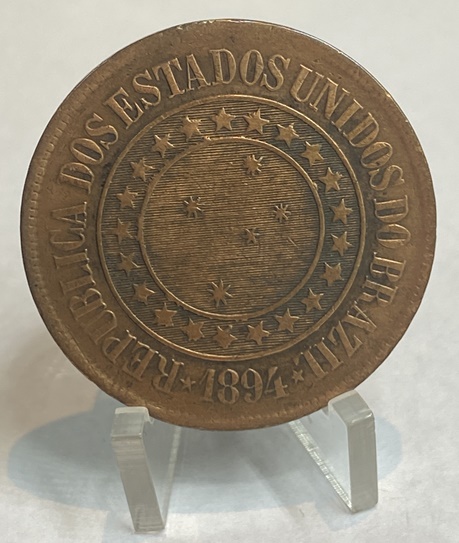 REPUBLICA DOS ESTADOS UNIDOS DO BRAZIL
★ 1894 ★